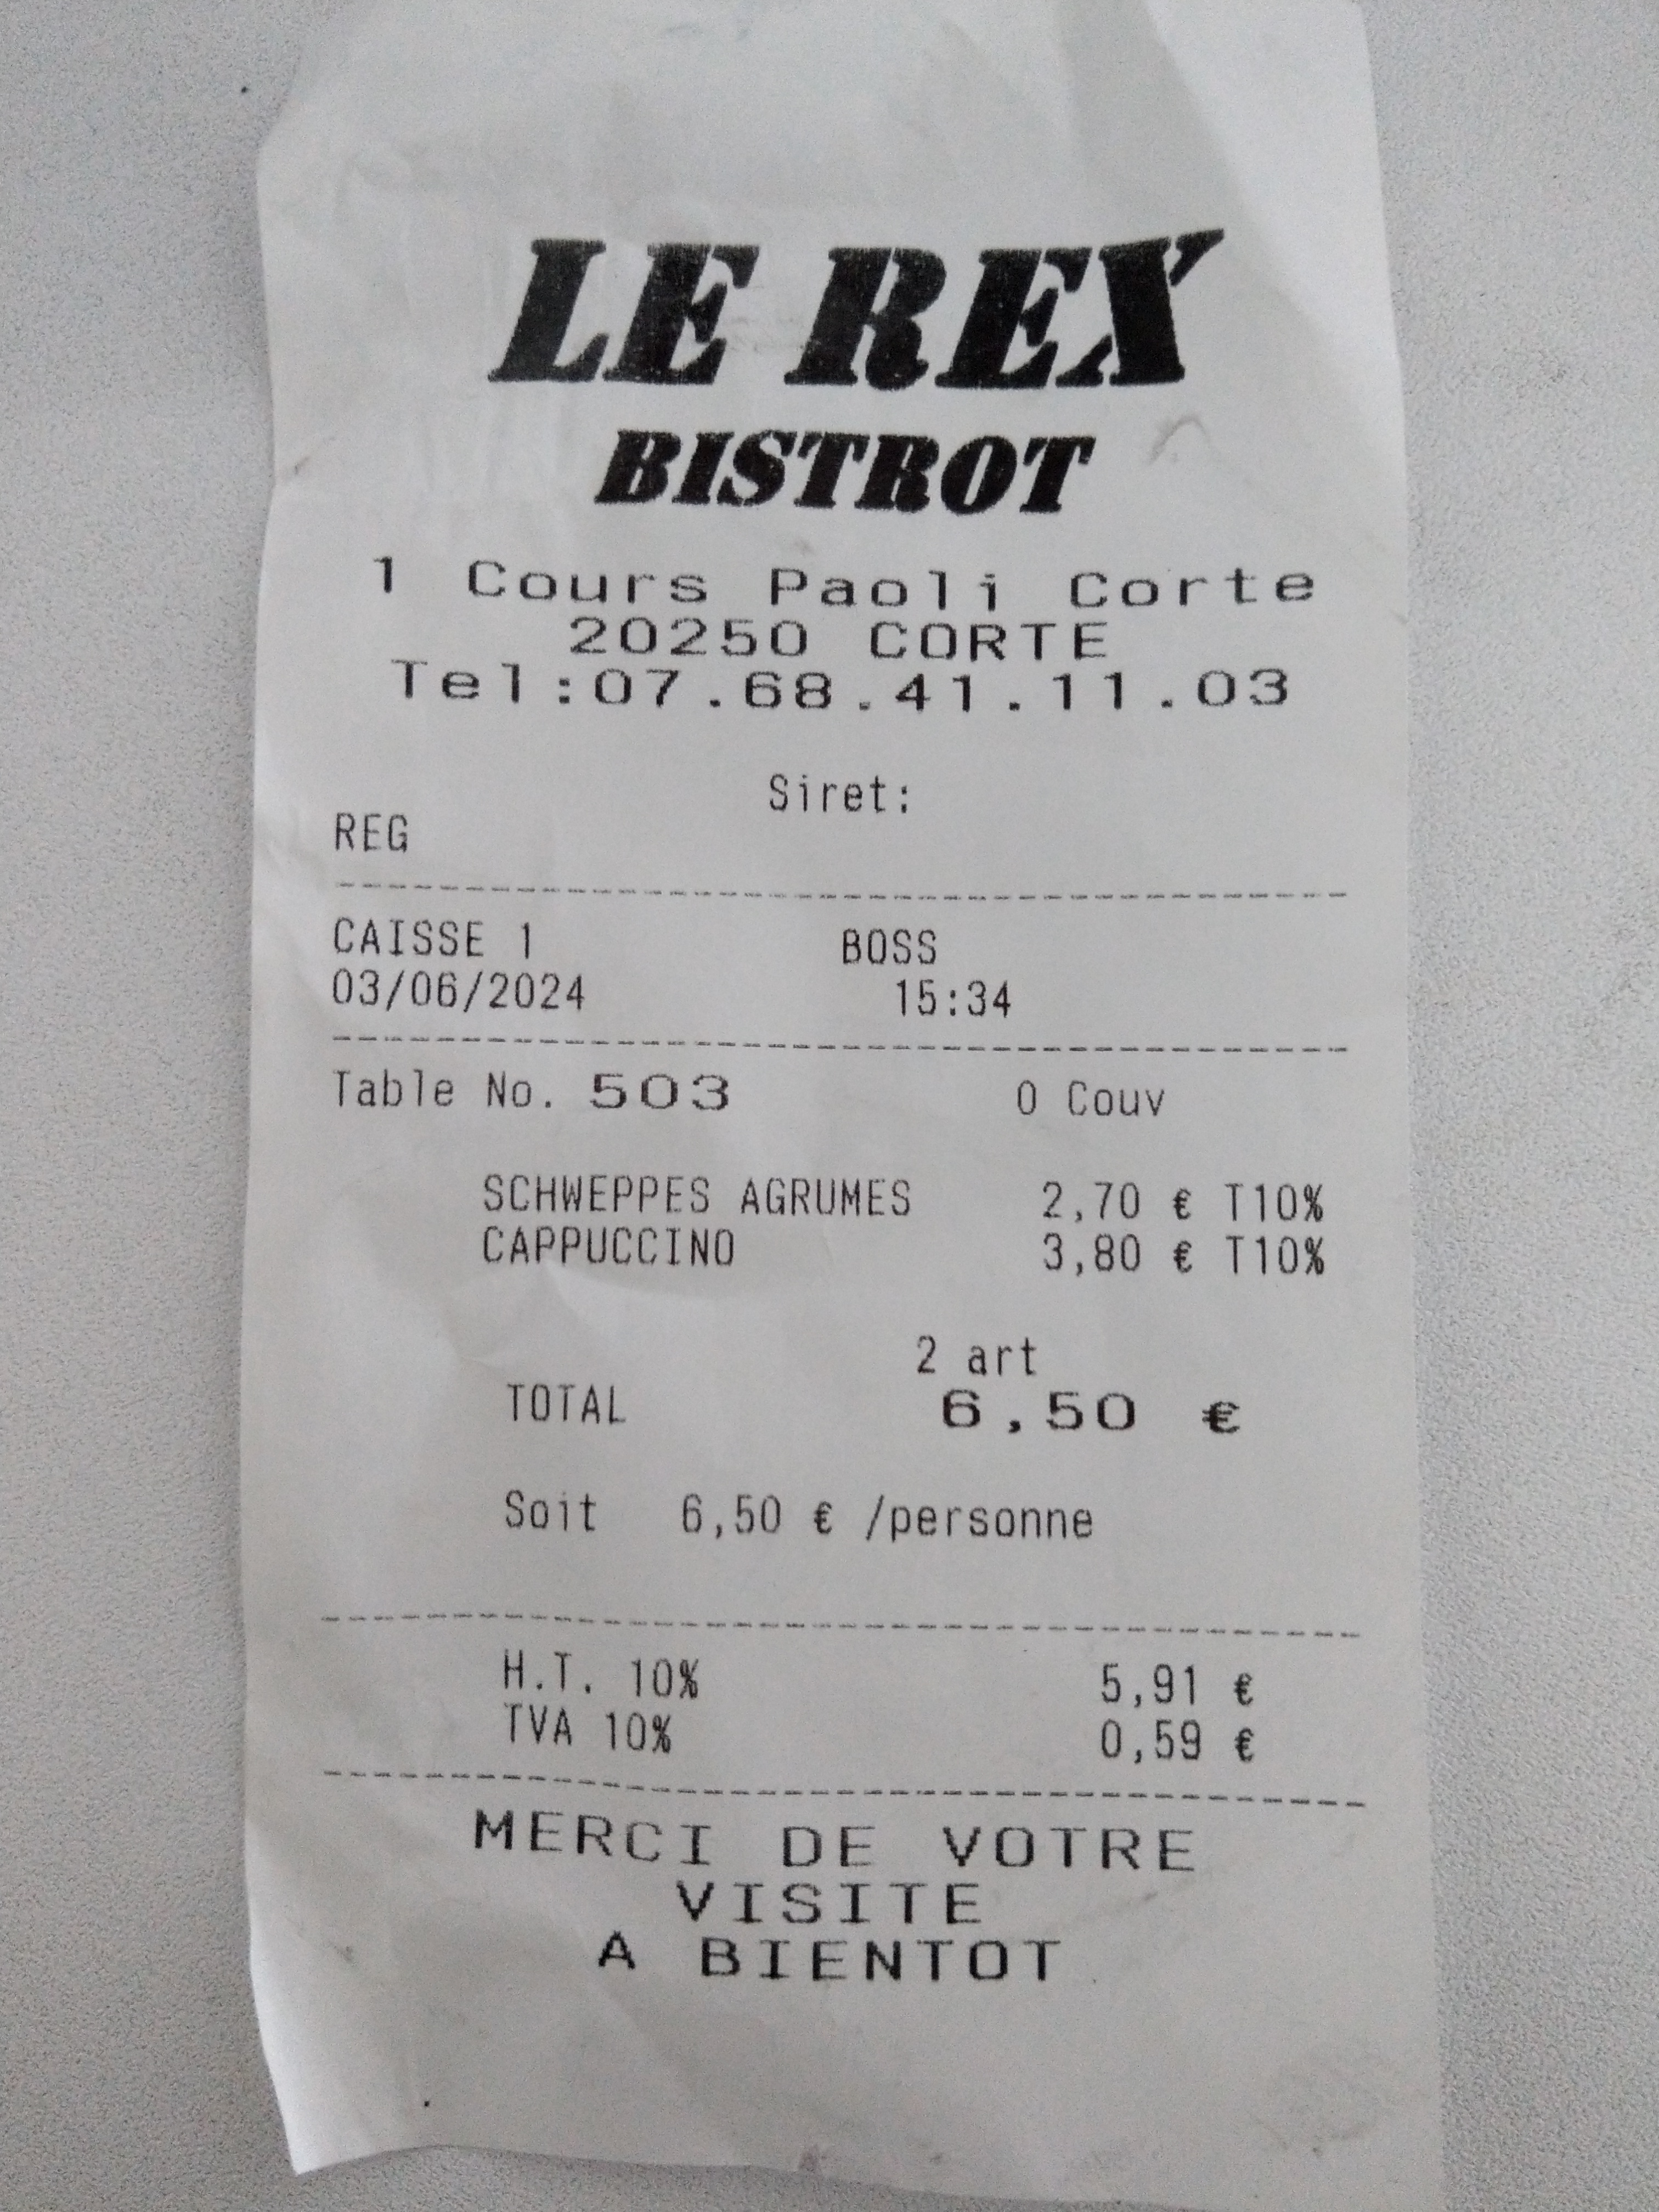 LE REX
BISTROT
1 Cours Paoli Corte
20250 CORTE
Tel:07.68.41.11.03
Siret:
REG
CAISSE 1 BOSS
03/06/2024 15:34
Table No. 503 0 Couv
SCHWEPPES AGRUMES 2,70 € T10%
CAPPUCCINO 3,80 € T10%
2 art
TOTAL 6,50 €
Soit 6,50 € /personne
H.T. 10% 5,91 €
TVA 10% 0,59 €
MERCI DE VOTRE
VISITE
A BIENTOT